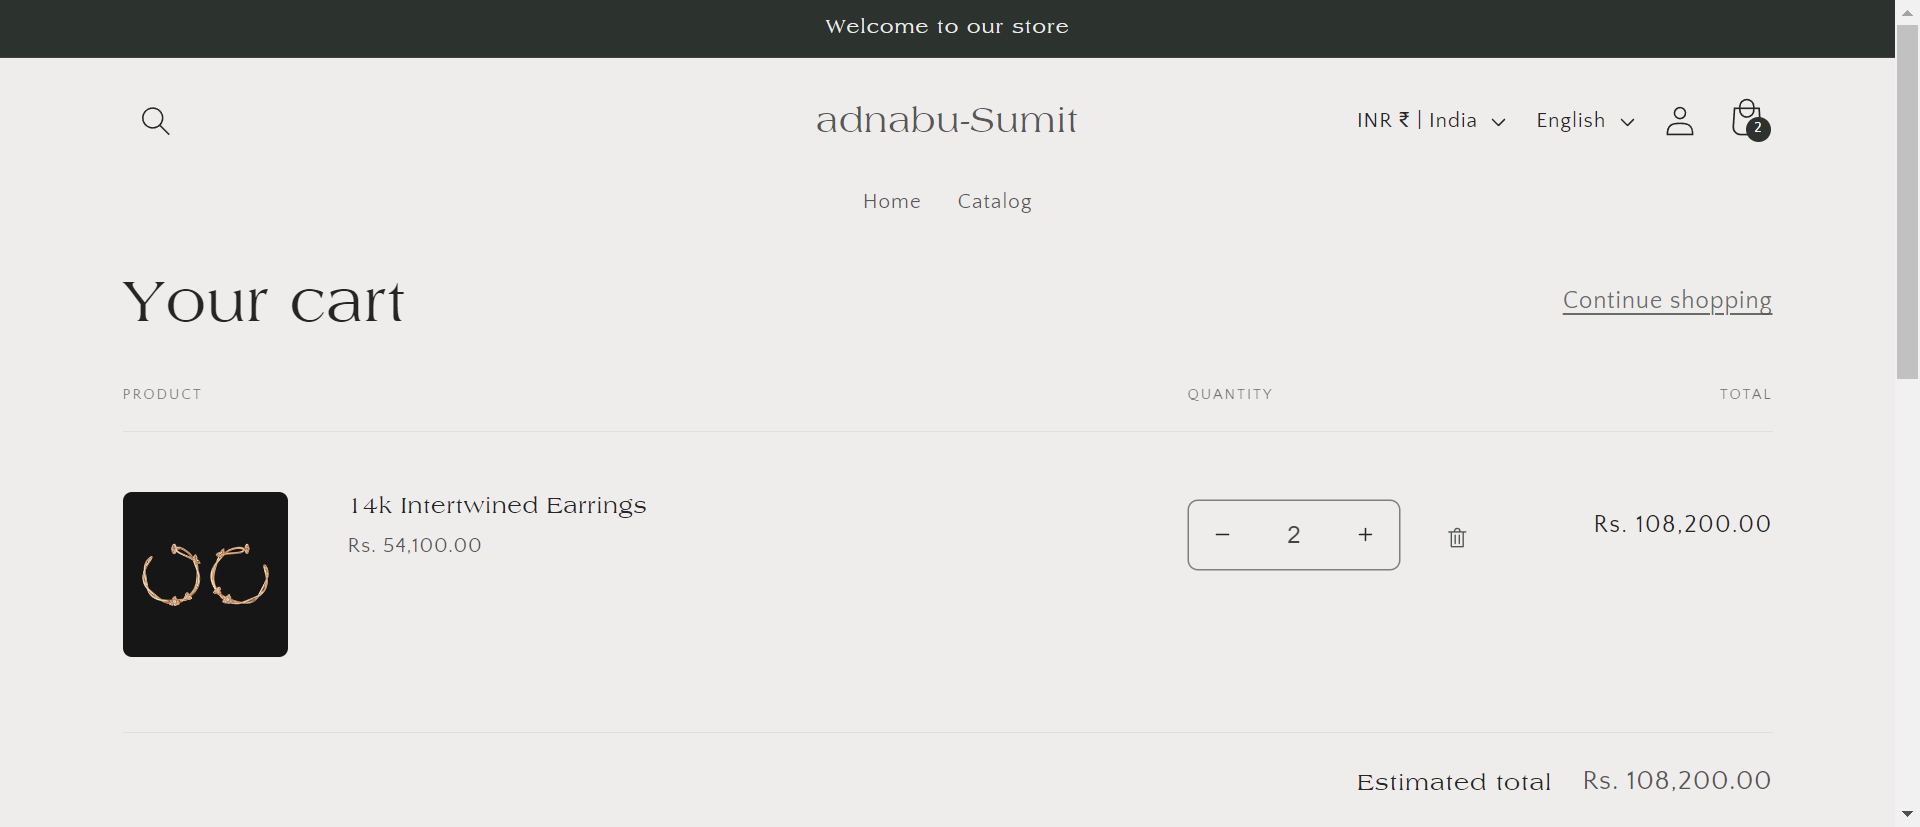 Welcome to our store
adnabu-Sumit
INR ₹ | India
English
2
Home
Catalog
Your cart
Continue shopping
PRODUCT
QUANTITY
TOTAL
14k Intertwined Earrings
Rs. 54,100.00
− 2 +
Rs. 108,200.00
Estimated total Rs. 108,200.00